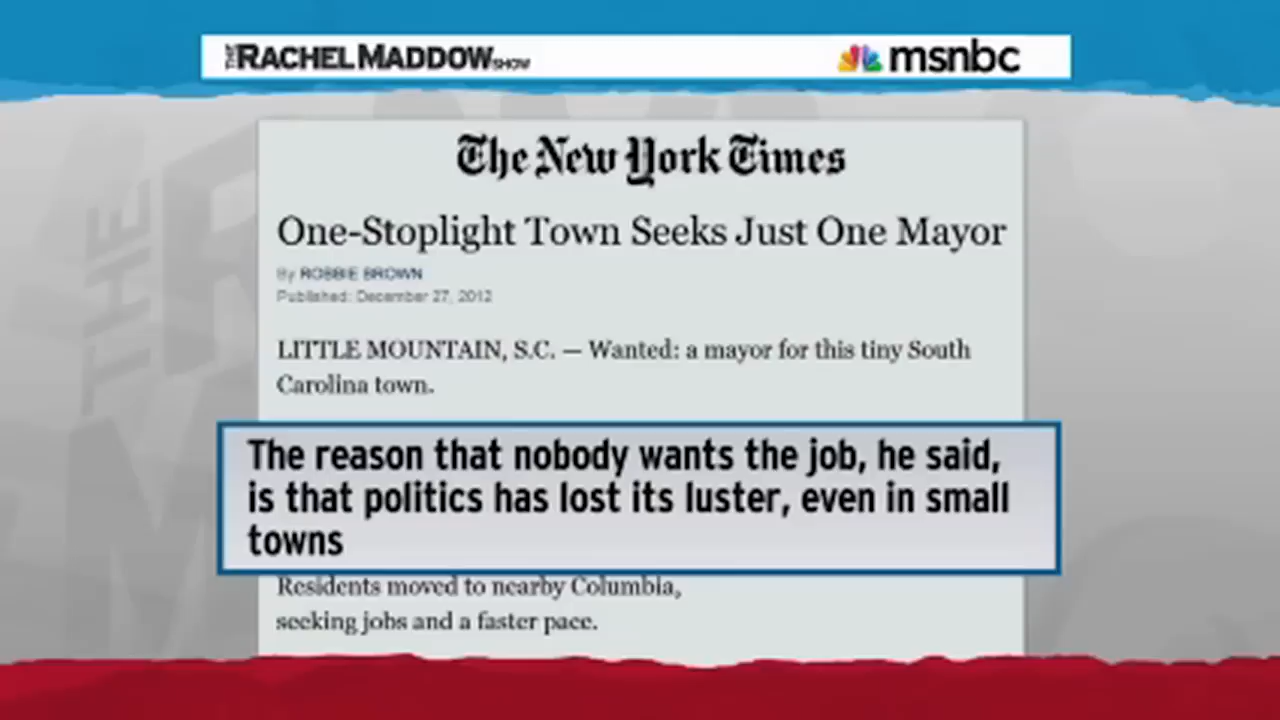 THE RACHEL MADDOW SHOW
msnbc
The New York Times
One-Stoplight Town Seeks Just One Mayor
By ROBBIE BROWN
Published: December 27, 2012
LITTLE MOUNTAIN, S.C. — Wanted: a mayor for this tiny South
Carolina town.
The reason that nobody wants the job, he said,
is that politics has lost its luster, even in small
towns
Residents moved to nearby Columbia,
seeking jobs and a faster pace.
THE